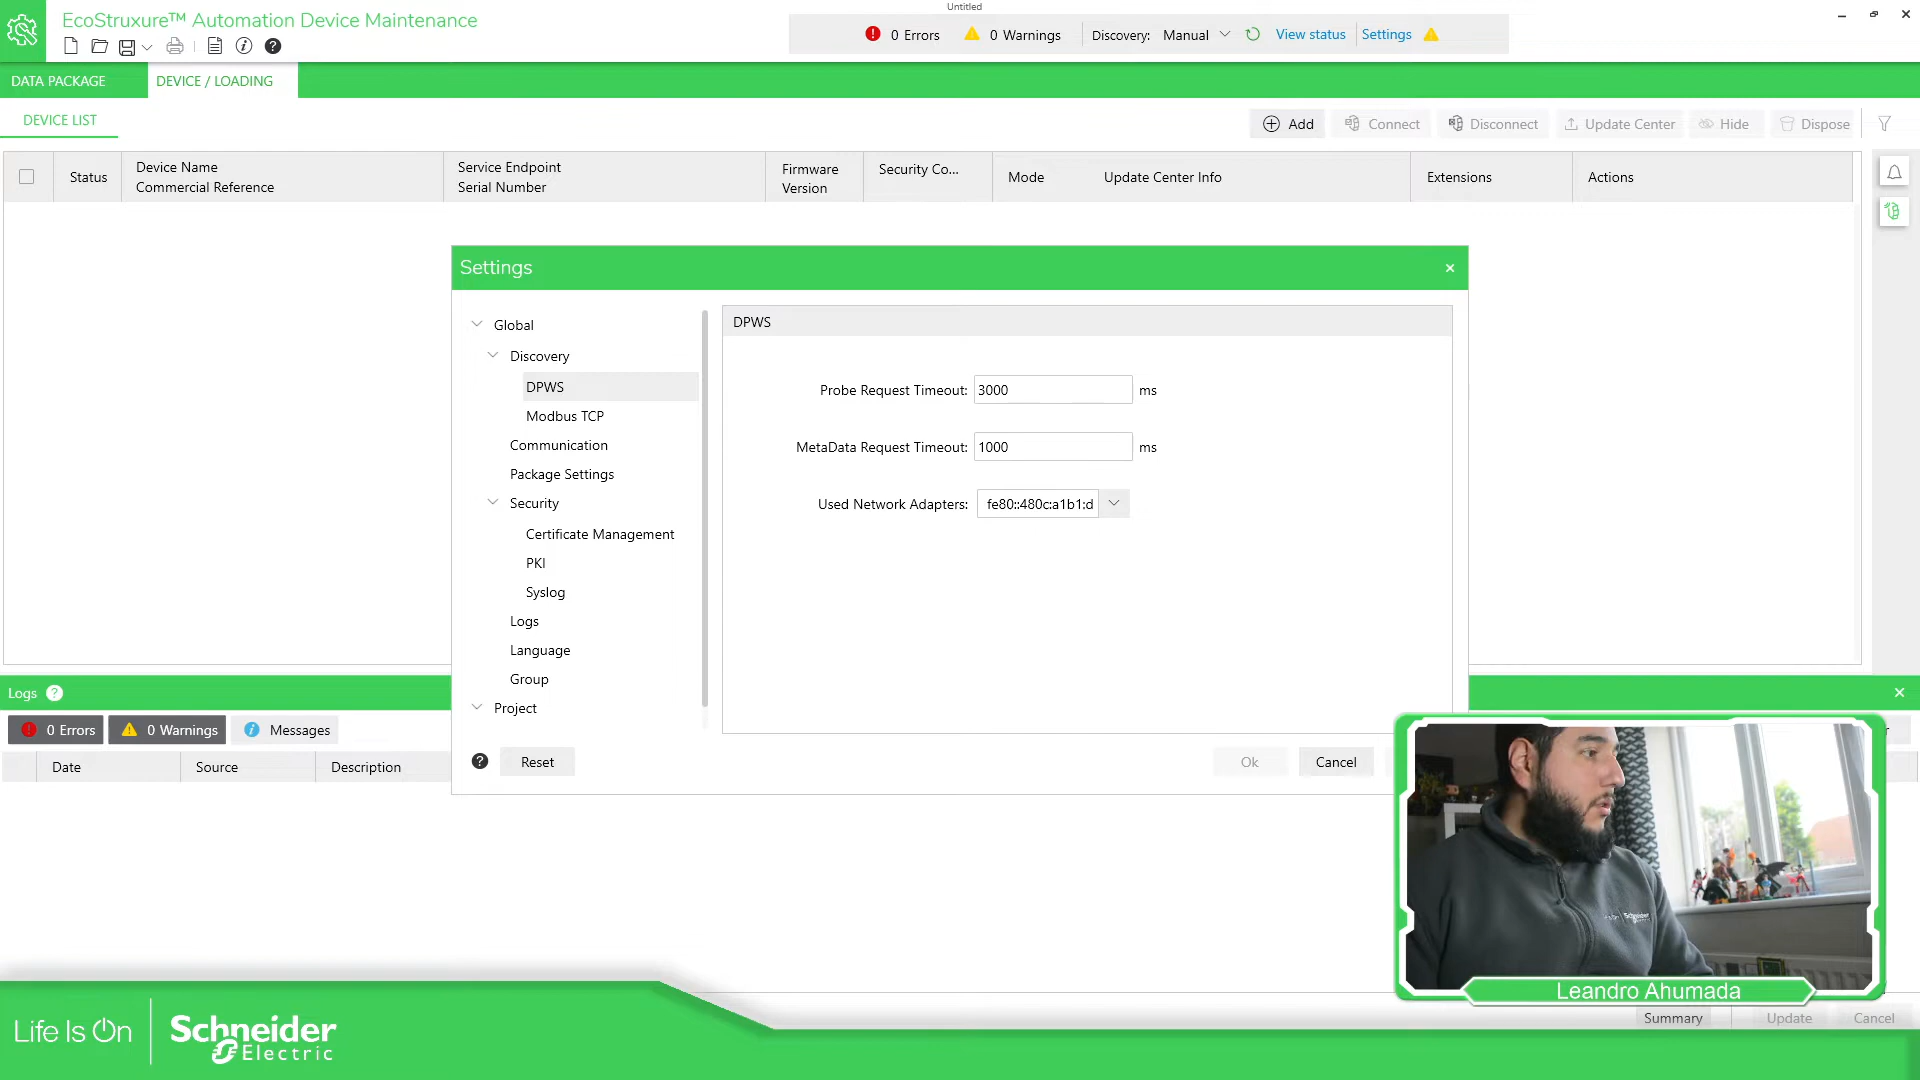 Untitled
EcoStruxure™ Automation Device Maintenance
0 Errors
0 Warnings
Discovery: Manual
View status
Settings
DATA PACKAGE
DEVICE / LOADING
DEVICE LIST
Add
Connect
Disconnect
Update Center
Hide
Dispose
Status
Device Name
Commercial Reference
Service Endpoint
Serial Number
Firmware
Version
Security Co...
Mode
Update Center Info
Extensions
Actions
Settings
Global
Discovery
DPWS
Modbus TCP
Communication
Package Settings
Security
Certificate Management
PKI
Syslog
Logs
Language
Group
Project
DPWS
Probe Request Timeout: 3000 ms
MetaData Request Timeout: 1000 ms
Used Network Adapters: fe80::480c:a1b1:d
Reset
Ok
Cancel
Logs
0 Errors
0 Warnings
Messages
Date
Source
Description
Leandro Ahumada
Summary
Update
Cancel
Life Is On
Schneider
Electric